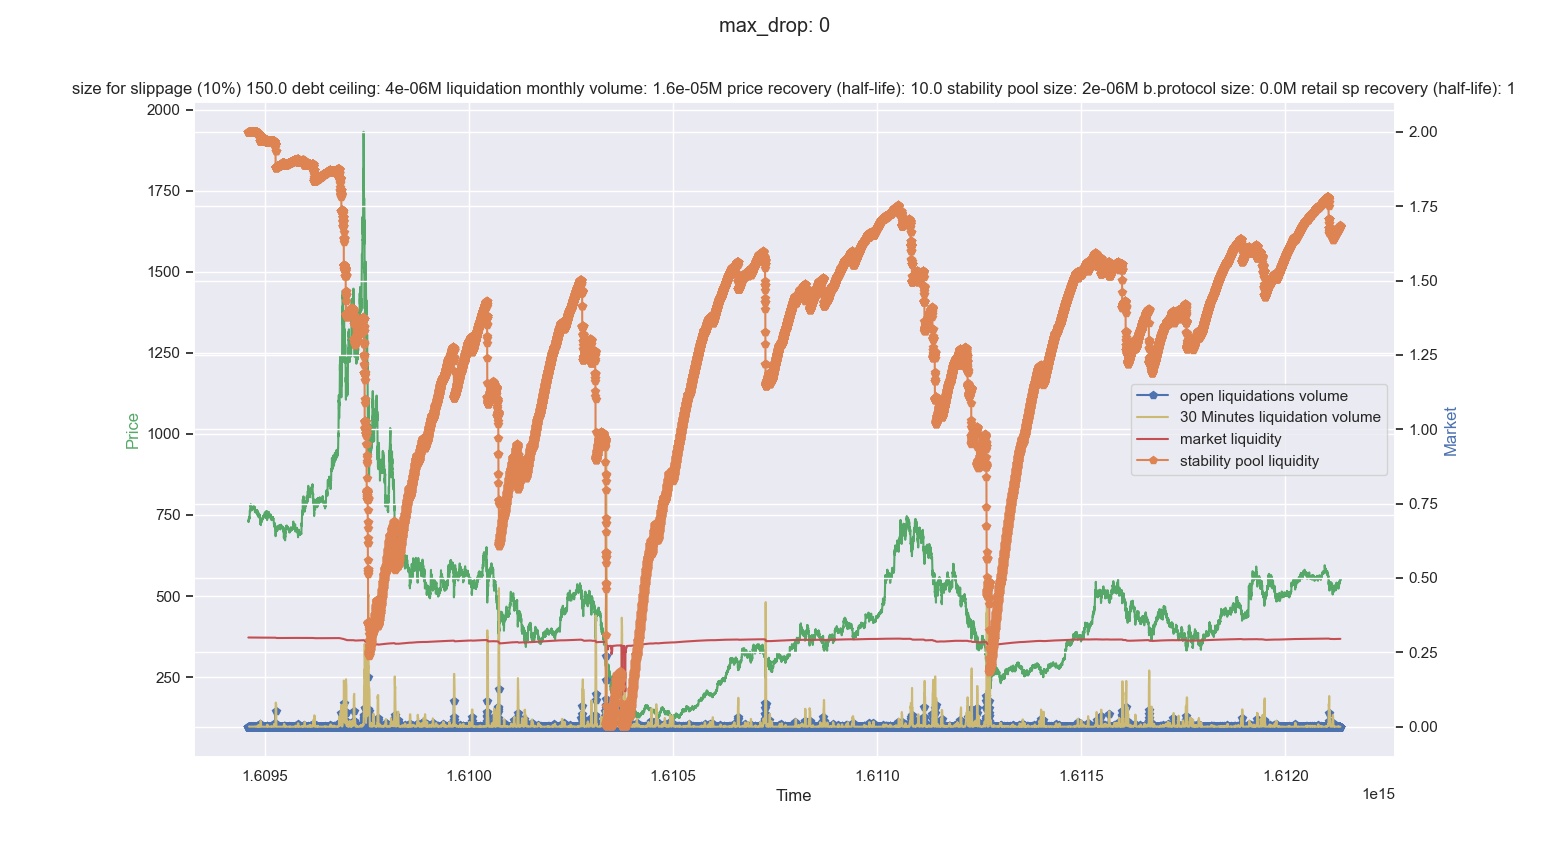 max_drop: 0
size for slippage (10%) 150.0 debt ceiling: 4e-06M liquidation monthly volume: 1.6e-05M price recovery (half-life): 10.0 stability pool size: 2e-06M b.protocol size: 0.0M retail sp recovery (half-life): 1
2000
1750
1500
1250
1000
750
500
250
Price
2.00
1.75
1.50
1.25
1.00
0.75
0.50
0.25
0.00
Market
open liquidations volume
30 Minutes liquidation volume
market liquidity
stability pool liquidity
1.6095 1.6100 1.6105 1.6110 1.6115 1.6120
Time
1e15